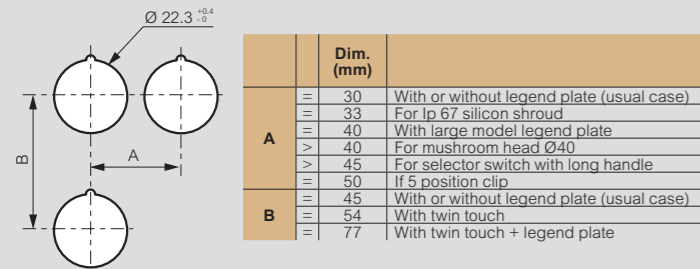 Ø 22.3 +0.4 -0
A
B
Dim. (mm)
A
= 30 With or without legend plate (usual case)
= 33 For Ip 67 silicon shroud
= 40 With large model legend plate
> 40 For mushroom head Ø40
> 45 For selector switch with long handle
= 50 If 5 position clip
B
= 45 With or without legend plate (usual case)
= 54 With twin touch
= 77 With twin touch + legend plate